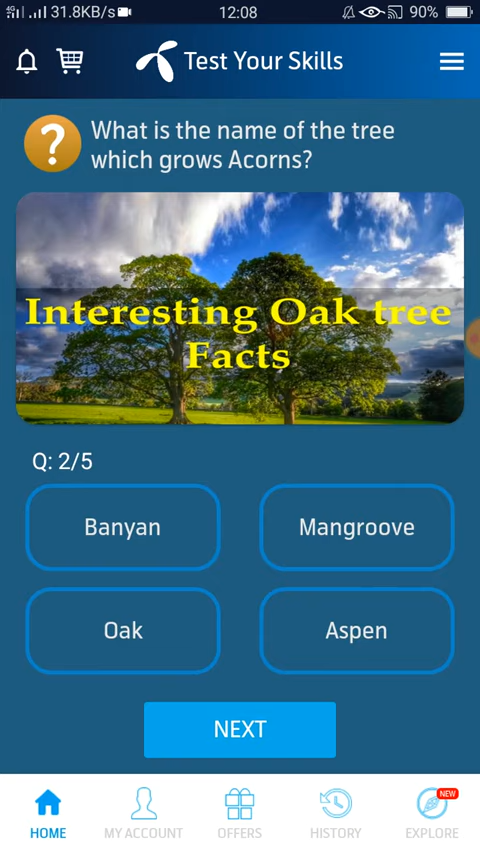 4G 31.8KB/s 12:08 90%
Test Your Skills
What is the name of the tree
which grows Acorns?
Interesting Oak tree
Facts
Q: 2/5
Banyan
Mangroove
Oak
Aspen
NEXT
NEW
HOME MY ACCOUNT OFFERS HISTORY EXPLORE